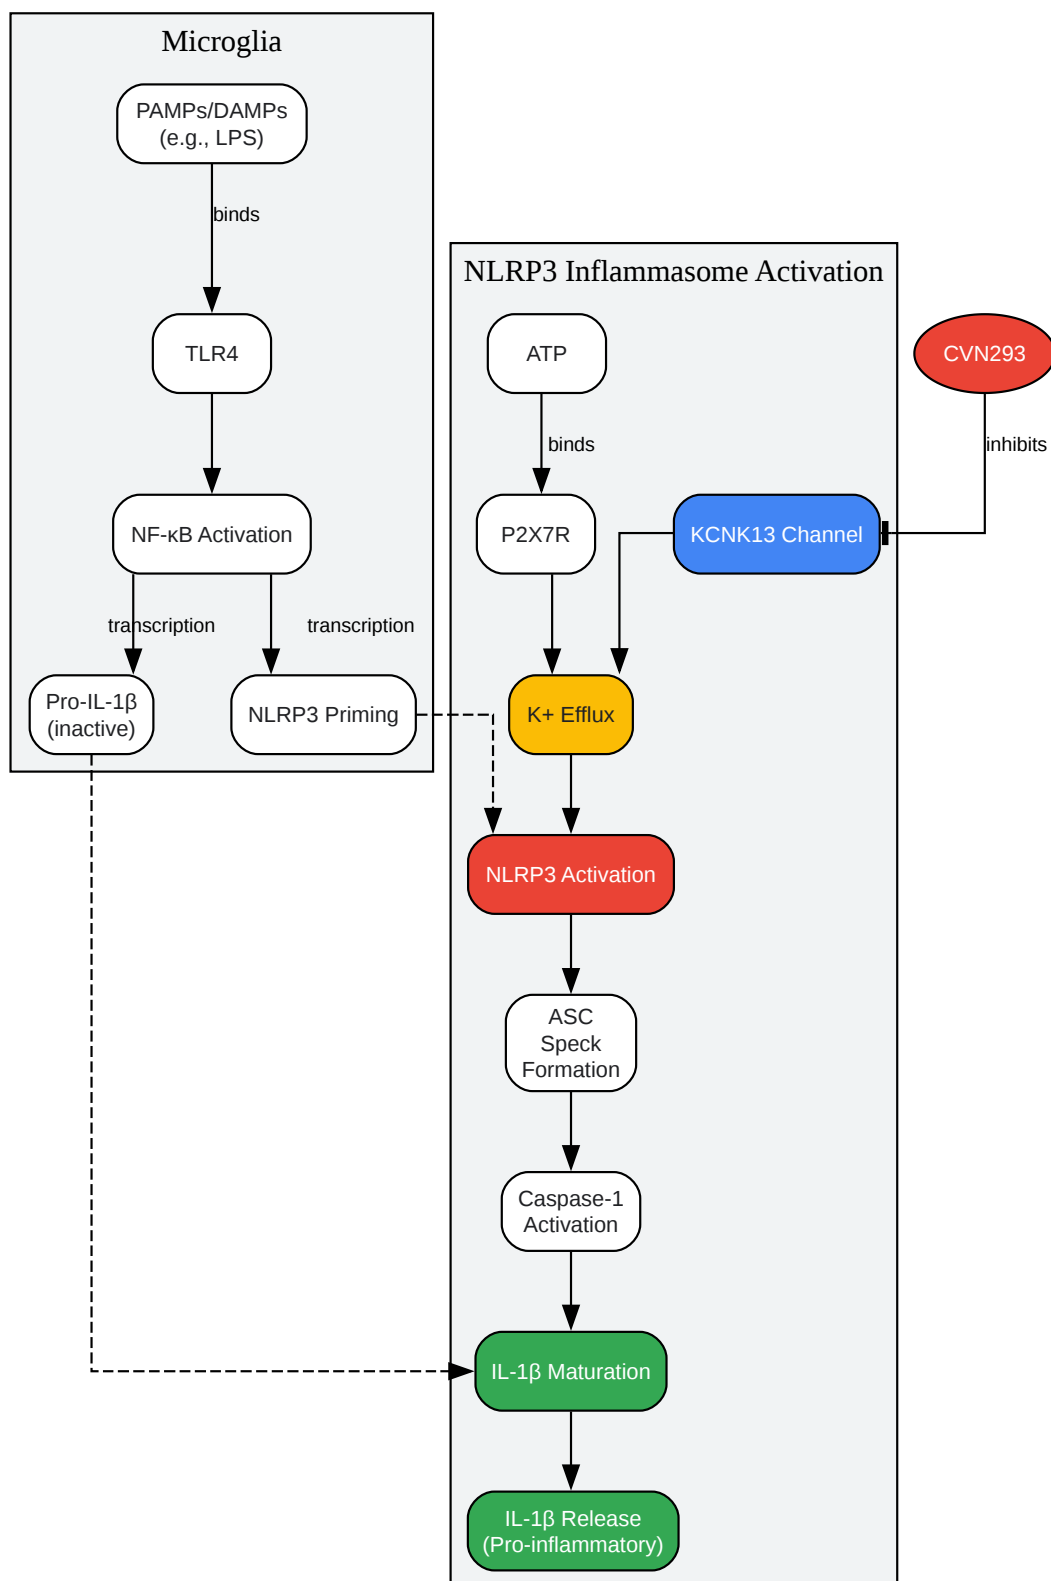 Microglia
PAMPs/DAMPs
(e.g., LPS)
binds
TLR4
NF-κB Activation
transcription
transcription
Pro-IL-1β
(inactive)
NLRP3 Priming
NLRP3 Inflammasome Activation
ATP
binds
P2X7R
KCNK13 Channel
CVN293
inhibits
K+ Efflux
NLRP3 Activation
ASC
Speck
Formation
Caspase-1
Activation
IL-1β Maturation
IL-1β Release
(Pro-inflammatory)